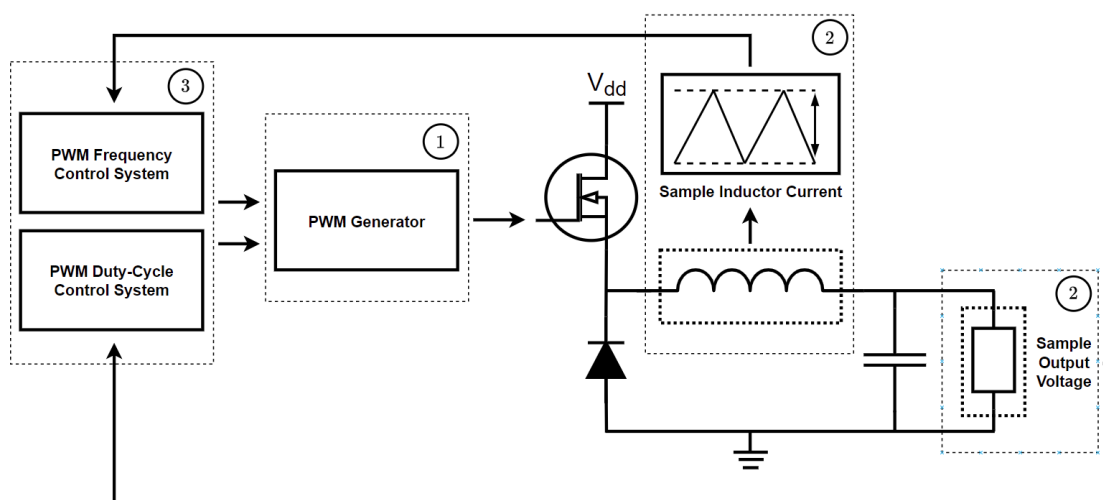 2
3
V_dd
1
PWM Frequency
Control System
Sample Inductor Current
PWM Generator
PWM Duty-Cycle
Control System
2
Sample
Output
Voltage